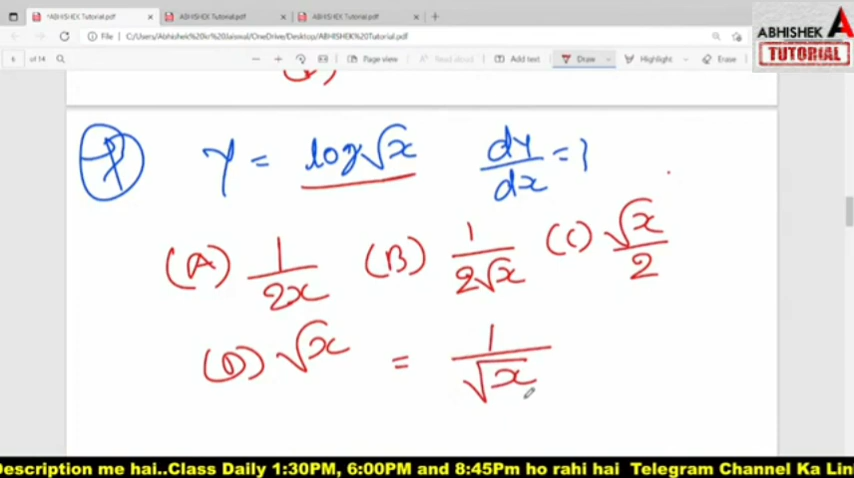 *ABHISHEK Tutorial.pdf
ABHISHEK Tutorial.pdf
ABHISHEK Tutorial.pdf
File C:/Users/Abhishek kr Jaiswal/OneDrive/Desktop/ABHISHEK%20Tutorial.pdf
6 of 14 Page view Read aloud Add text Draw Highlight Erase
ABHISHEK A
TUTORIAL
y = log√x dy/dx = ?
(A) 1/2x (B) 1/2√x (C) √x/2
(D) √x = 1/√x
Description me hai..Class Daily 1:30PM, 6:00PM and 8:45Pm ho rahi hai Telegram Channel Ka Lin